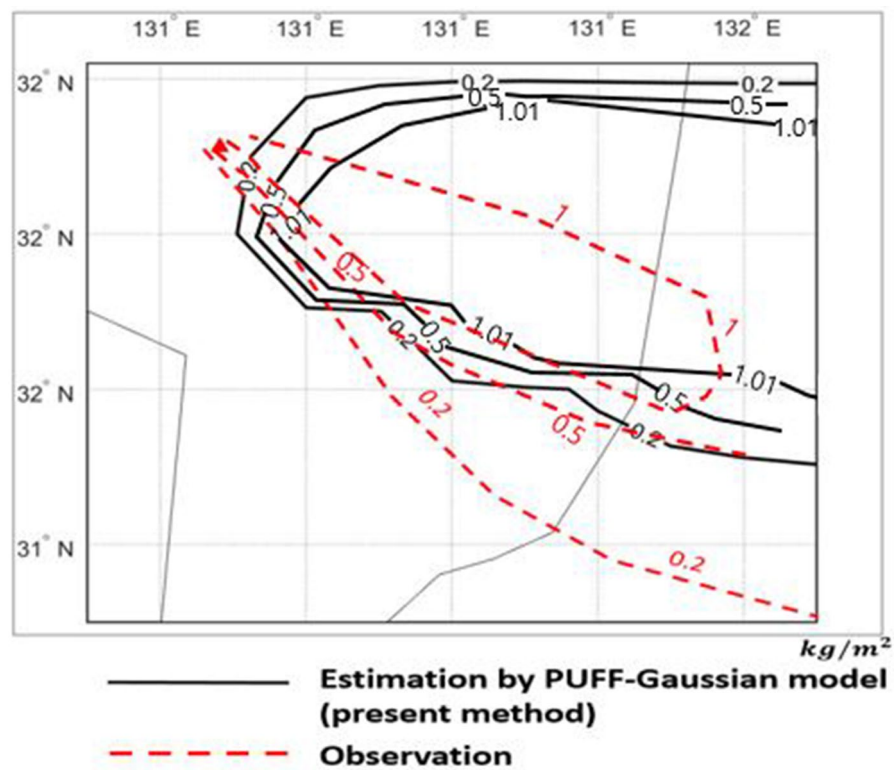 131° E 131° E 131° E 131° E 132° E
32° N
0.2 0.2
0.5 0.5
1.01 1.01
0.2
0.5
0.5
1.01
1
32° N
0.5
1
0.2 0.5 1.01
32° N
1.01
0.2 0.5
0.5 0.2
31° N
0.2
kg/m²
Estimation by PUFF-Gaussian model
(present method)
Observation